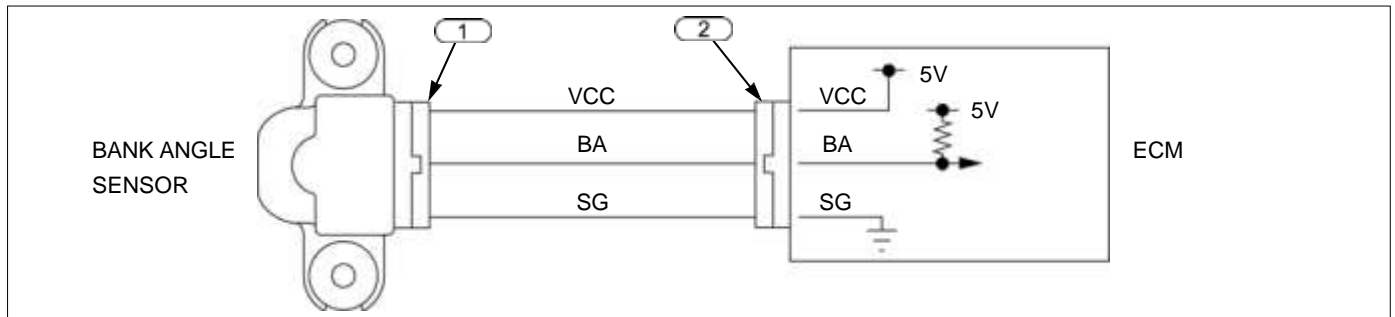 1
2
5V
VCC
VCC
5V
BANK ANGLE
SENSOR
BA
BA
ECM
SG
SG